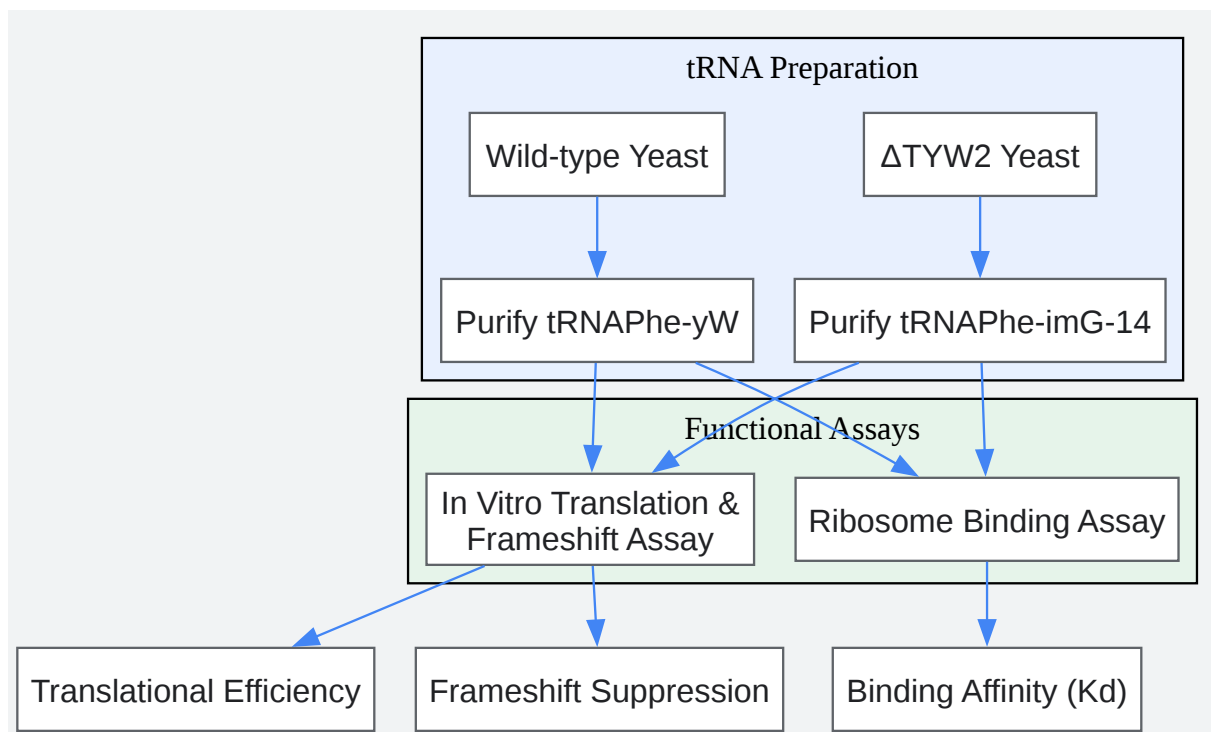 tRNA Preparation
Wild-type Yeast
ΔTYW2 Yeast
Purify tRNAPhe-yW
Purify tRNAPhe-imG-14
Functional Assays
In Vitro Translation &
Frameshift Assay
Ribosome Binding Assay
Translational Efficiency
Frameshift Suppression
Binding Affinity (Kd)